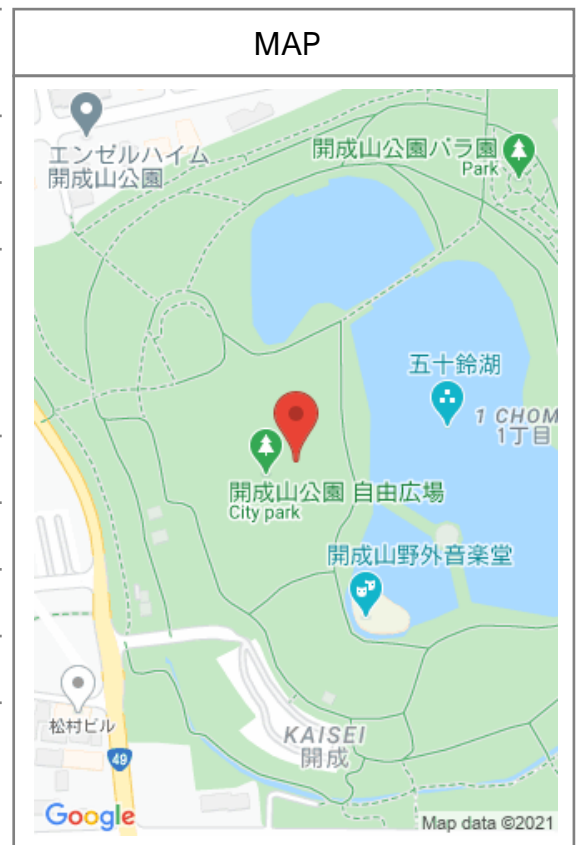 MAP
エンゼルハイム
開成山公園
開成山公園バラ園
Park
五十鈴湖
1 CHOM
1丁目
開成山公園 自由広場
City park
開成山野外音楽堂
松村ビル
KAISEI
開成
49
Google
Map data ©2021